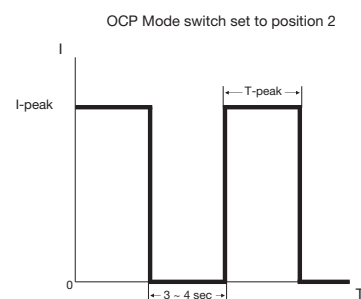 OCP Mode switch set to position 2
I
I-peak
T-peak
0
3 ~ 4 sec
T